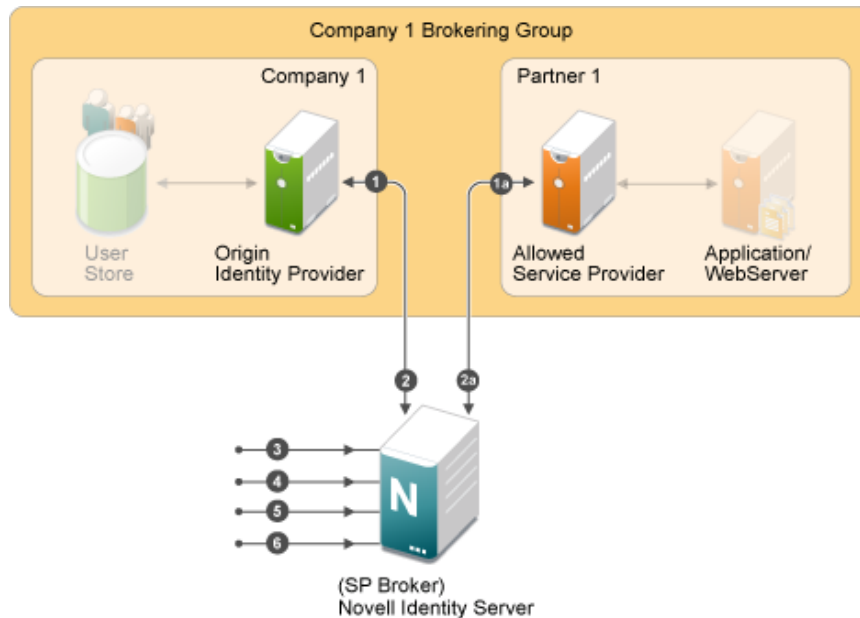 Company 1 Brokering Group
Company 1
Partner 1
1
1a
User
Store
Origin
Identity Provider
Allowed
Service Provider
Application/
WebServer
2
2a
3
4
5
6
N
(SP Broker)
Novell Identity Server